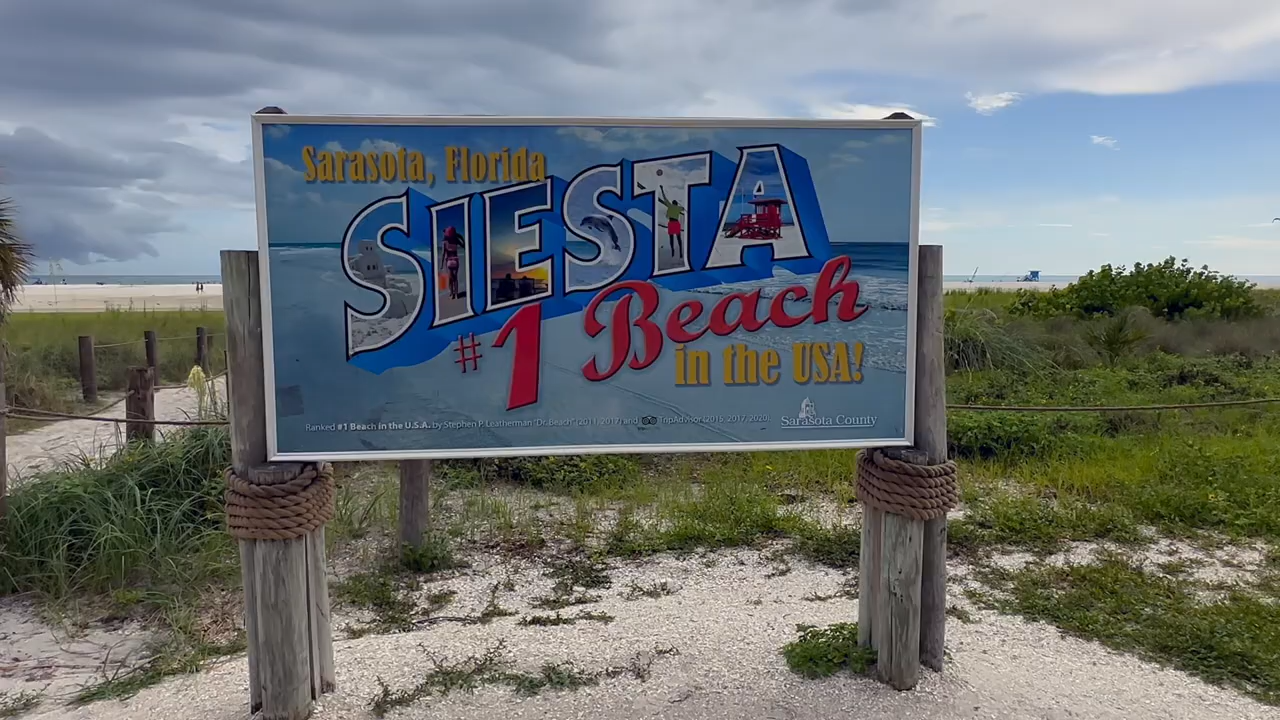 Sarasota, Florida
SIESTA
#1 Beach
in the USA!
Ranked #1 Beach in the U.S.A. by Stephen P. Leatherman "Dr. Beach" (2011, 2017) and TripAdvisor (2015, 2017, 2020)
Sarasota County